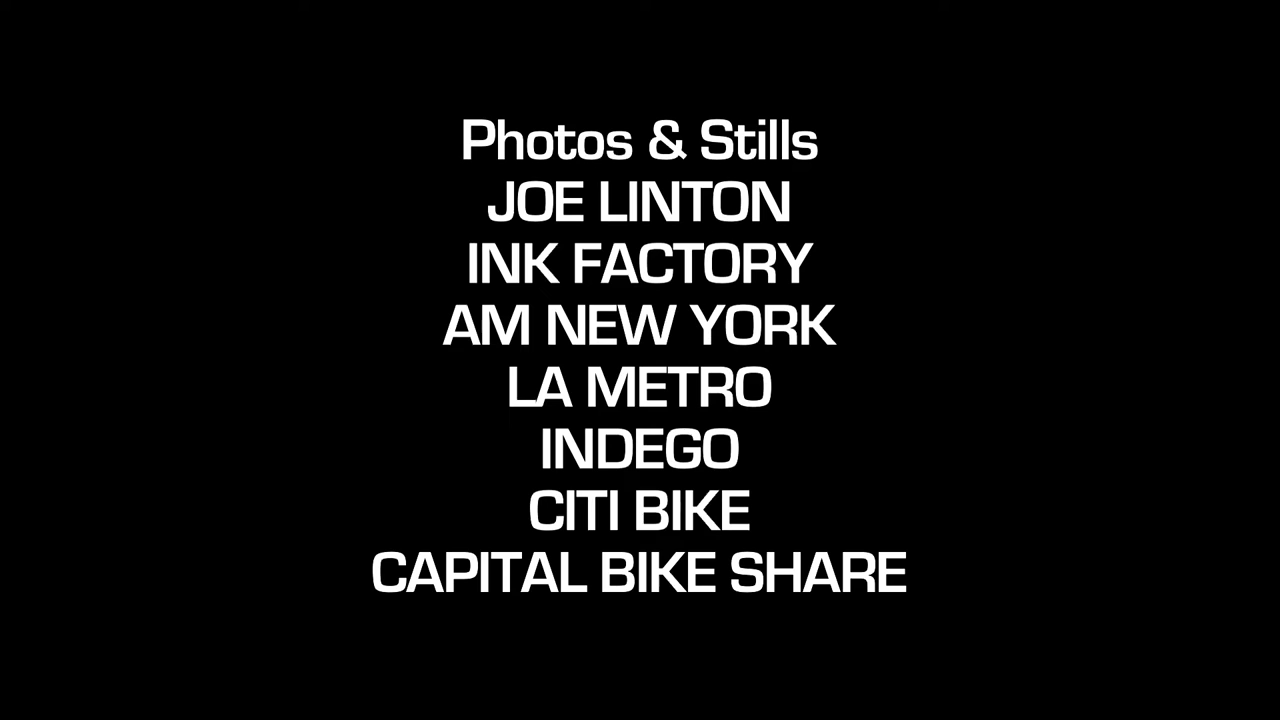 Photos & Stills
JOE LINTON
INK FACTORY
AM NEW YORK
LA METRO
INDEGO
CITI BIKE
CAPITAL BIKE SHARE